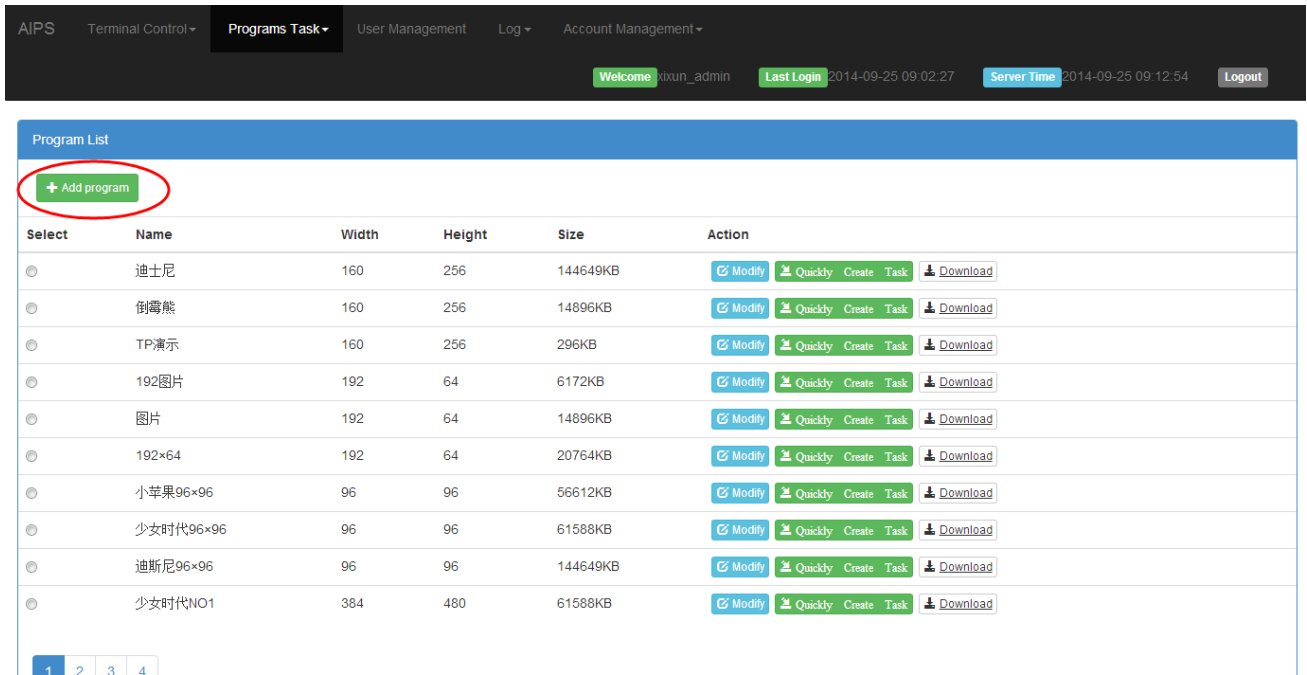 AIPS Terminal Control Programs Task User Management Log Account Management
Welcome xixun_admin Last Login 2014-09-25 09:02:27 Server Time 2014-09-25 09:12:54 Logout
Program List
Add program
Select Name Width Height Size Action
迪士尼 160 256 144649KB Modify Quickly Create Task Download
倒霉熊 160 256 14896KB Modify Quickly Create Task Download
TP演示 160 256 296KB Modify Quickly Create Task Download
192图片 192 64 6172KB Modify Quickly Create Task Download
图片 192 64 14896KB Modify Quickly Create Task Download
192×64 192 64 20764KB Modify Quickly Create Task Download
小苹果96×96 96 96 56612KB Modify Quickly Create Task Download
少女时代96×96 96 96 61588KB Modify Quickly Create Task Download
迪斯尼96×96 96 96 144649KB Modify Quickly Create Task Download
少女时代NO1 384 480 61588KB Modify Quickly Create Task Download
1 2 3 4